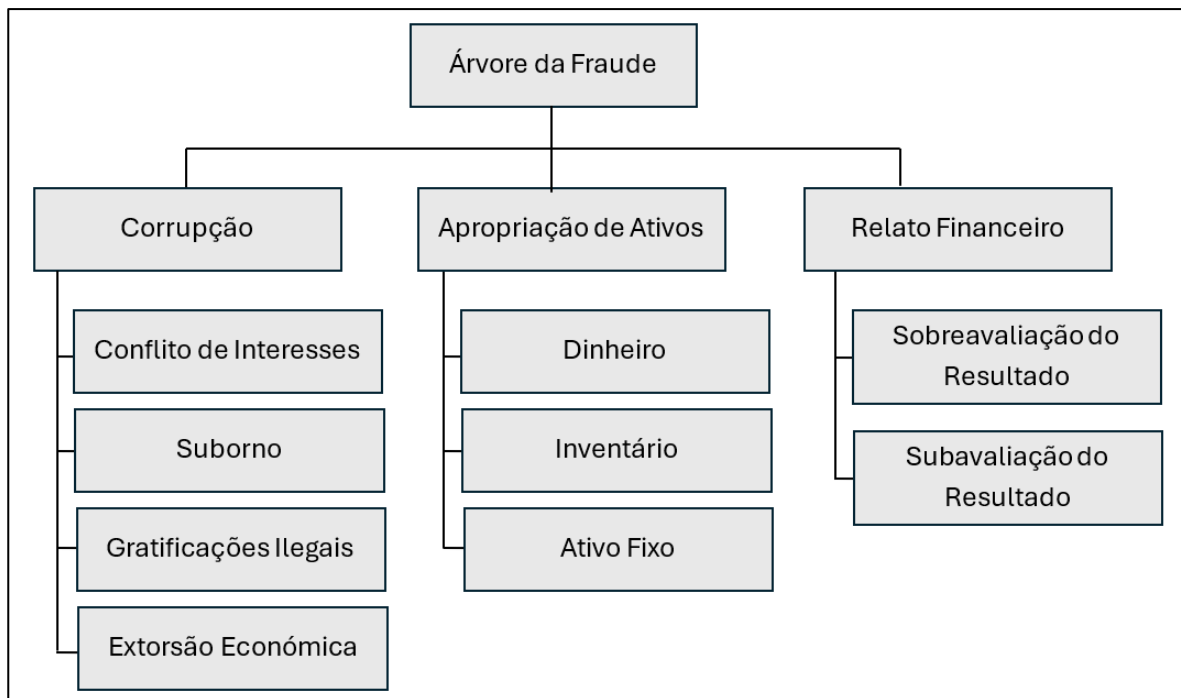 Árvore da Fraude
Corrupção
Apropriação de Ativos
Relato Financeiro
Conflito de Interesses
Suborno
Gratificações Ilegais
Extorsão Económica
Dinheiro
Inventário
Ativo Fixo
Sobreavaliação do
Resultado
Subavaliação do
Resultado